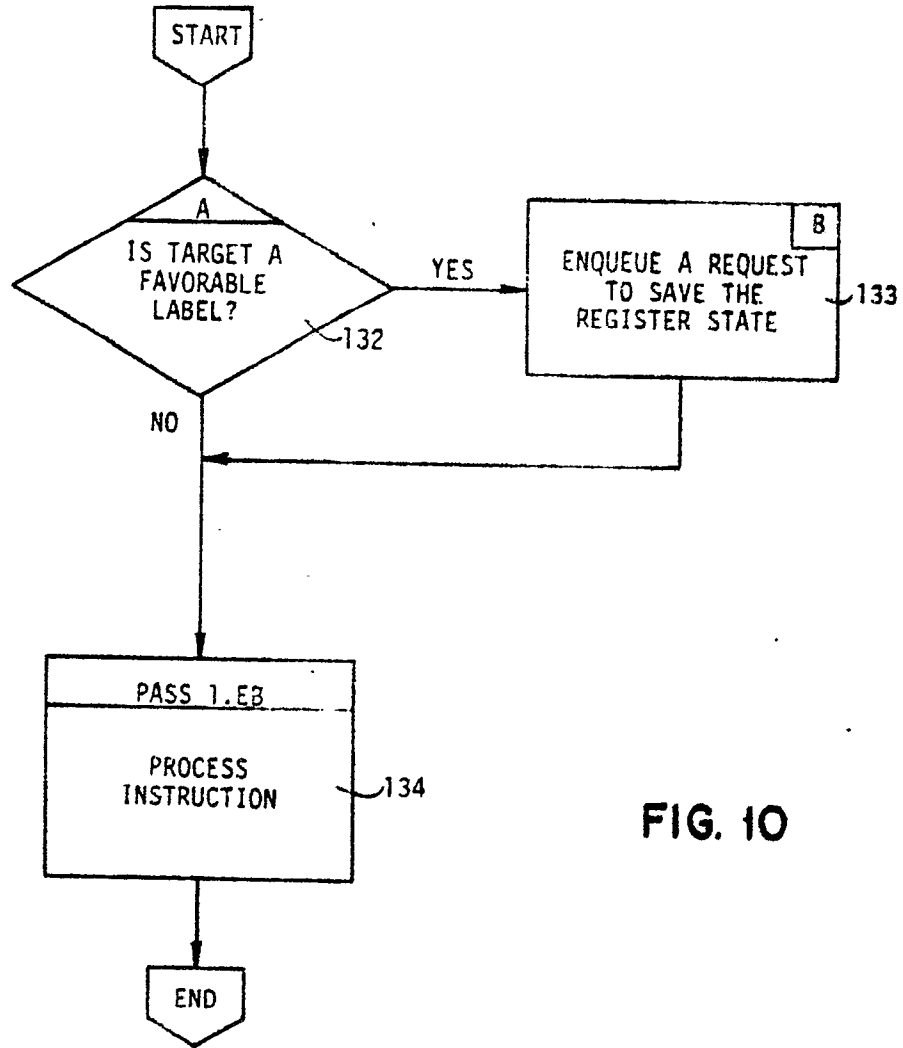 START
A
IS TARGET A
FAVORABLE
LABEL?
132
YES
B
ENQUEUE A REQUEST
TO SAVE THE
REGISTER STATE
133
NO
PASS 1.EB
PROCESS
INSTRUCTION
134
FIG. 10
END